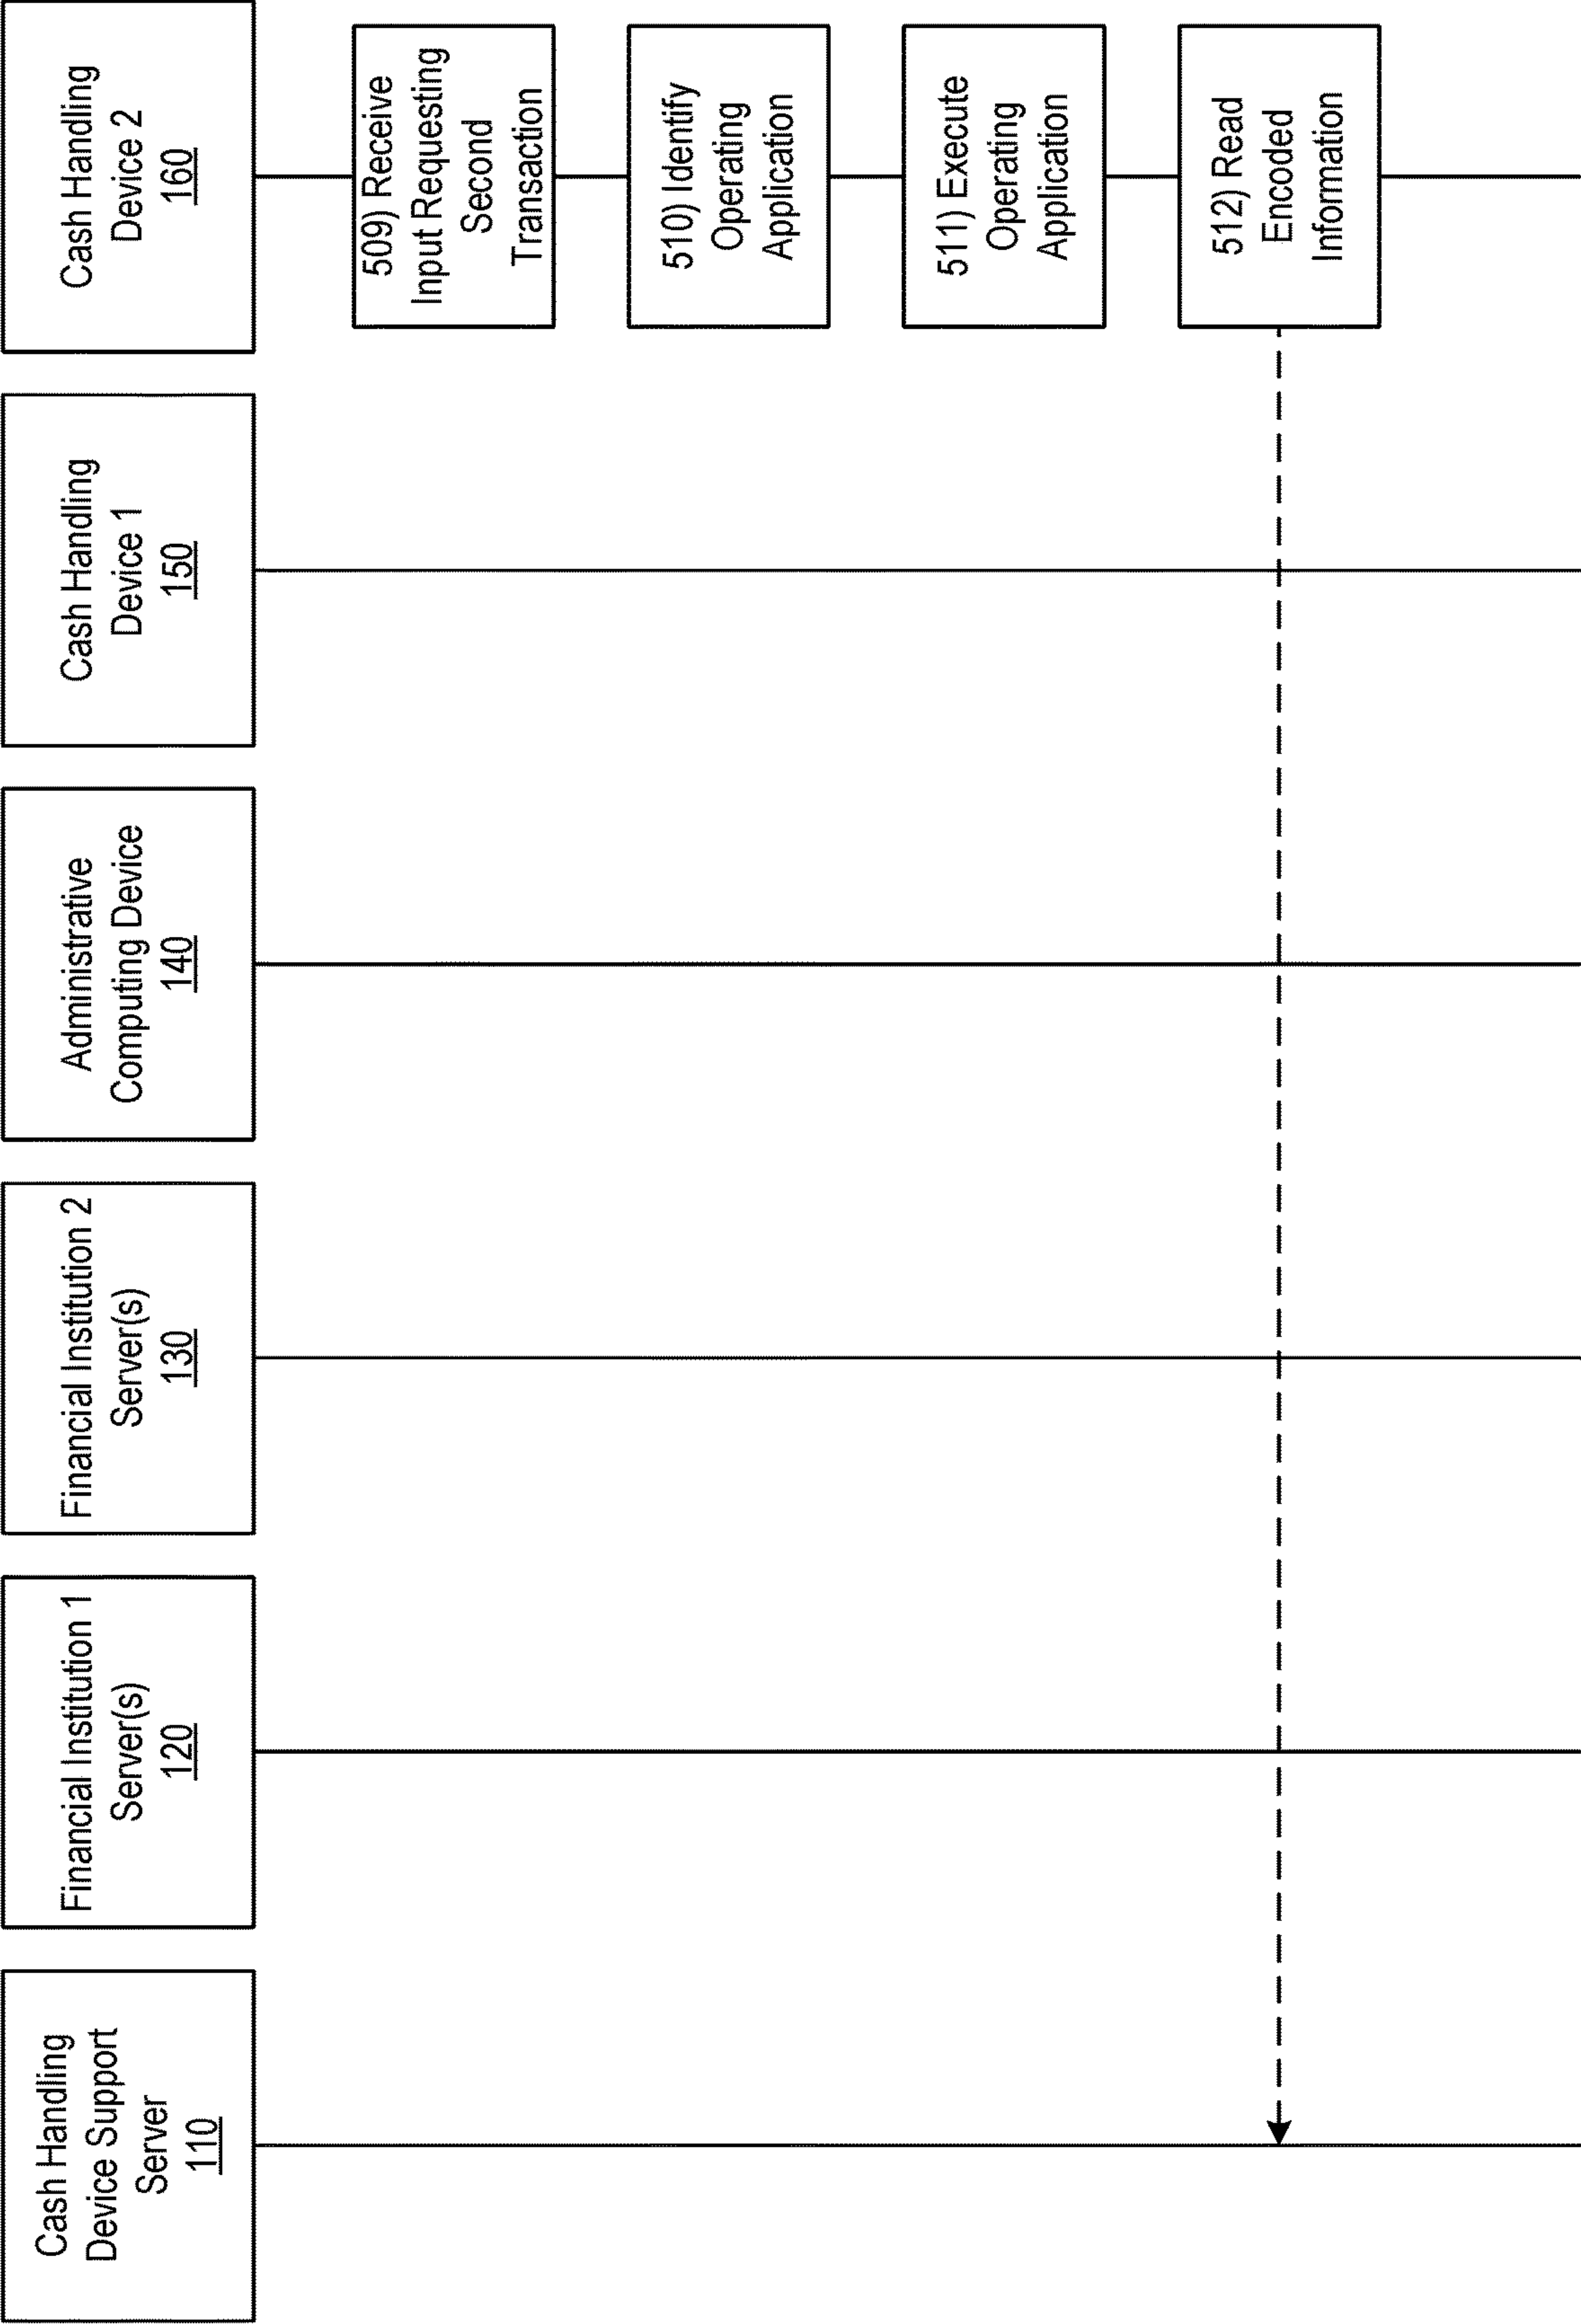 Cash Handling
Device Support
Server
110
Financial Institution 1
Server(s)
120
Financial Institution 2
Server(s)
130
Administrative
Computing Device
140
Cash Handling
Device 1
150
Cash Handling
Device 2
160
509) Receive
Input Requesting
Second
Transaction
510) Identify
Operating
Application
511) Execute
Operating
Application
512) Read
Encoded
Information